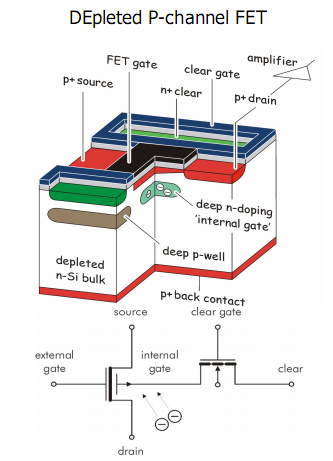 DEpleted P-channel FET
amplifier
FET gate
clear gate
p+source
n+clear
p+drain
deep n-doping
'internal gate'
deep p-well
depleted
n-Si bulk
p+back contact
source
clear gate
external
gate
internal
gate
clear
drain